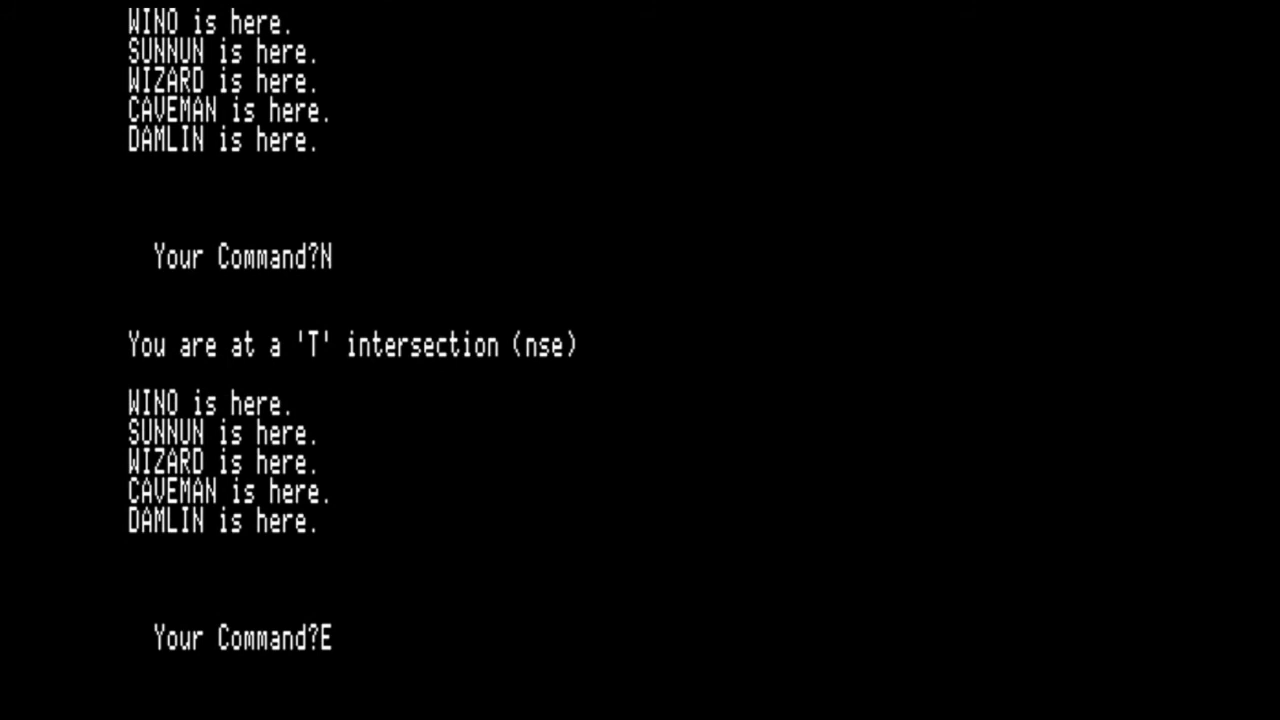 WINO is here.
SUNNUN is here.
WIZARD is here.
CAVEMAN is here.
DAMLIN is here.
Your Command?N
You are at a 'T' intersection (nse)
WINO is here.
SUNNUN is here.
WIZARD is here.
CAVEMAN is here.
DAMLIN is here.
Your Command?E